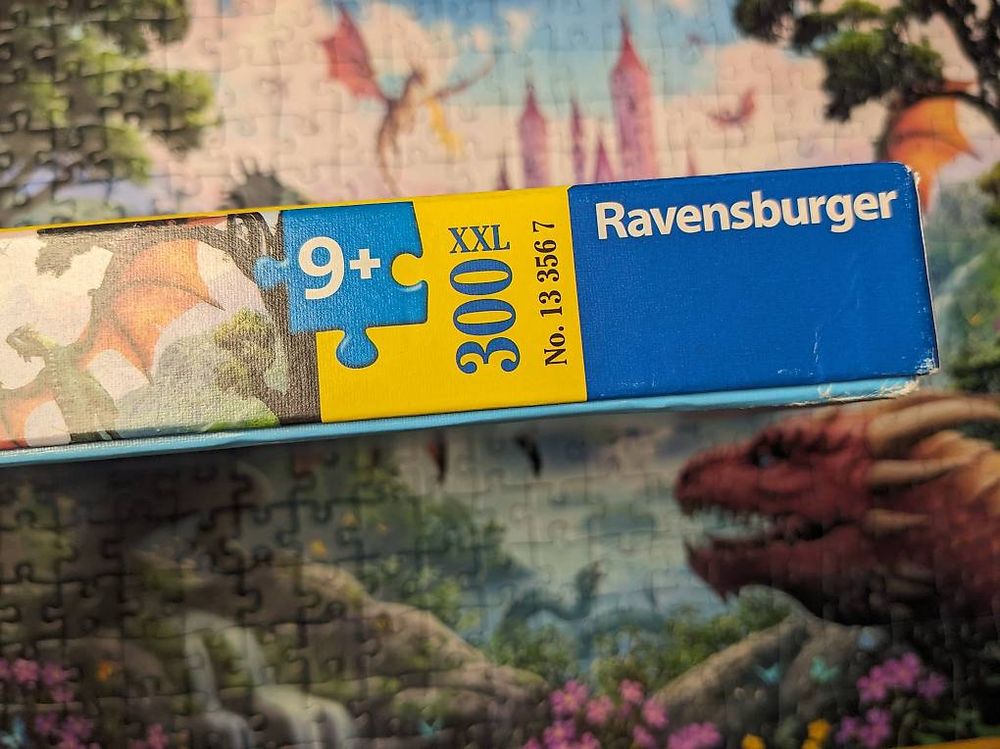 9+
XXL
300
No. 13 356 7
Ravensburger